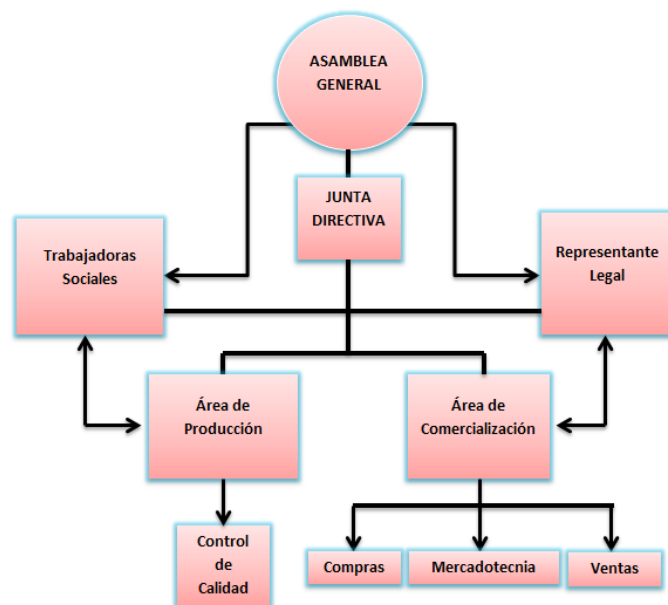 ASAMBLEA
GENERAL
JUNTA
DIRECTIVA
Trabajadoras
Sociales
Representante
Legal
Área de
Producción
Área de
Comercialización
Control
de
Calidad
Compras
Mercadotecnia
Ventas